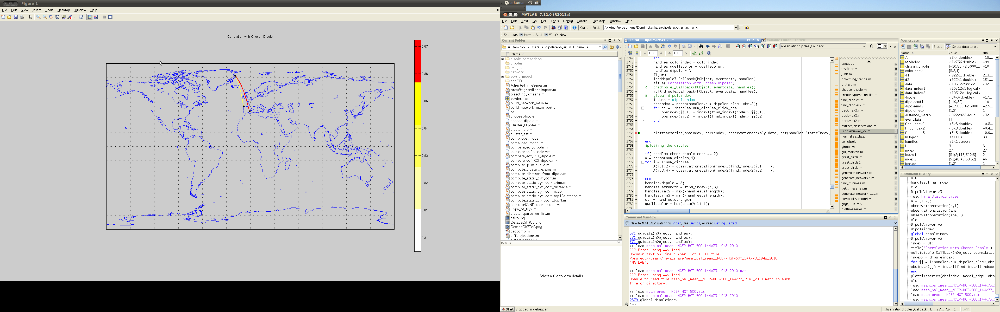 Figure 1
File Edit View Insert Tools Desktop Window Help
Correlation with Chosen Dipole
0.87
0.86
0.85
0.84
0.83
0.82
0.81
0.8
arkumar
MATLAB 7.12.0 (R2011a)
File Edit Text Go Cell Tools Debug Parallel Desktop Window Help
Current Folder: /project/expeditions/Dominick/share/dipolerepo_arjun/trunk
Shortcuts How to Add What's New
Current Folder
« Dominick share dipolerepo_arjun trunk
Name
dipole_comparison
dipoles
images
network
portis_model_
snnDD
AdjustedTimeSeries.m
AreaWeightedLandImpact.m
bisecting_kmeans.m
border.mat
build_network_main.m
build_network_main_portis.m
cd
choose_dipole.m
choose_dipole.m~
Cluster_Dipoles.m
cluster_slp.m
cluster_sst.m
comp_obs_model.m
comp_obs_model.m~
compare_eof_dipole.m
compare_eof_dipole.m~
compare_eof_ROI_dipole.m
compare_eof_ROI_dipole.m~
compute-p-minus-e.m
compute_cluster_params.m
compute_distance_from_dipole.m
compute_static_dyn_corr.m
compute_static_dyn_corr_arjun.m
compute_static_dyn_corr_distance.m
compute_static_dyn_corr_ncep.m
compute_static_dyn_corr_top10distance.m
compute_static_dyn_corr_topN.m
computeSNNDipolesImpact.m
Copy_of_try2.m
create_sparse_nn_list.m
csiro.jpg
DecadeDiffPSL.png
DecadeDiffTAS.png
degcomp.m
diffprojections.m
Details
Select a file to view details
Start Stopped in debugger
Editor - DipoleViewer_v3.m
observationdipoles_Callback
1.0 1.1
2747 end
2748 handles.colorindex = colorindex;
2749 handles.quellecolor = quellecolor;
2750 handles.dipole = A;
2751 figure;
2752 loaddipole3_Callback(hObject, eventdata, handles)
2753 title('Correlation with Chosen Dipole')
2754 % onedipole1_Callback(hObject, eventdata, handles);
2755 multidipole_Callback(hObject, eventdata, handles);
2756 % global dipoleindex;
2757 indexx = dipoleindex;
2758 obsindex = zeros(handles.num_dipoles_click_obs,2);
2759 for jj = 1:handles.num_dipoles_click_obs
2760 obsindex(jj,1) = index1(find_index1(indexx(jj),1));
2761 obsindex(jj,2) = index1(find_index1(indexx(jj),2));
2762 end
2763
2764
2765 plottimeseries(obsindex, normindex, observationanomaly,data, get(handles.StaticIndex,
2766
2767 end
2768 %plotting the dipoles
2769
2770 if( handles.obser_dipole_corr == 2)
2771 A = zeros(num_dipoles,4);
2772 for i = 1:num_dipoles
2773 A(i,1:2) = observationstation(index1(find_index2(i,1)),:);
2774 A(i,3:4) = observationstation(index2(find_index2(i,2)),:);
2775
2776 end
2777 handles.dipole = A;
2778 handles.strength = find_index2(:,3);
2779 handles.maxS = max(-handles.strength);
2780 handles.minS = min(-handles.strength);
2781 str = handles.strength;
2782 quellecolor = hot(size(A,1)+1);
2783
testfilter.m
junk.m
polyfitting_trends.m
qrytest.m
choose_dipole.m
create_sparse_nn_list.m
find_dipoles.m
find_dipoles2.m
packmax3.m~
packmax3.m
packmax2.m~
extract_observations.m
DipoleViewer_v3.m
normalize_data.m
sel_dipole.m
ginput.m
gui_mainfcn.m
great_circle.m
great_circle1.m
great_circle.m
generate_network.m
generate_network2.m
find_minimas.m
get_timeseries.m
generate_network_aao.m
comp_obs_model.m
ghgt_00z.mly
plottimeseries.m
Command Window
New to MATLAB? Watch this Video, see Demos, or read Getting Started.
571 guidata(hObject, handles);
571 guidata(hObject, handles);
571 guidata(hObject, handles);
>> load mean_psl_mean__NCEP-HGT-500_144x73_1948_2010
??? Error using ==> load
Unknown text on line number 1 of ASCII file
/project/kumarv/jaya_share/mean_psl_mean__NCEP-HGT-500_144x73_1948_2010
"MATLAB".
>> load mean_psl_mean__NCEP-HGT-500_144x73_1948_2010.mat
??? Error using ==> load
Unable to read file mean_psl_mean__NCEP-HGT-500_144x73_1948_2010.mat: No such
file or directory.
>> load mean_pres___NCEP-HGT-500.mat
>> load mean_psl_mean__NCEP-HGT-500_144x73_1948_2010
2679 global dipoleindex
K>>
Workspace
Stack: Select data to plot
Name Value Min
A <3x4 double> -18....
aaoindex <1x756 double> -99....
chosen_dipole [-10,80,-2.5000,... -10
colorindex [3,2,1] 1
d1 <922x1 double> 213....
d2 <922x1 double> 151....
data <10512x588 dou... <To...
data_index1 <10512x1 logical>
data_index2 <10512x1 logical>
dipole <84x4 double> -17....
dipoleend1 [-10,80] -10
dipoleend2 [-2.5000,42.5000] -2.5...
dipoleindex [1,3] 1
distance_matrix <922x922 doubl... <To...
eventdata []
find_index1 <5x3 double> -0.8...
find_index2 <5x3 double> -0.4...
find_index3 <5x3 double> -0.0...
hObject 331.0048 331....
handles <1x1 struct>
i 3 3
index 27 27
index1 [31;2;116;612;3] 2
index2 [51;46;49;53;52] 46
indexx [1,3] 1
Command History
clc
handles.finalindex
clc
DipoleViewer_v3
load FinalStaticIndices;
a = [1 2];
observationstation(a,1)
observationstation(ans)
observationstation(ans,:)
clc
DipoleViewer_v3
dipoleindex
global dipoleindex
DipoleViewer_v3
index = 31;
title('Correlation with Chosen Dipole')
multidipole_Callback(hObject, eventdata,
indexx = dipoleindex;
for jj = 1:handles.num_dipoles_click_obs
obsindex(jj) = index1(find_index1(indexx
end
plottimeseries(obsindex, model_edge, obs
clc
load mean_psl_mean__NCEP-HGT-500_144x73_
load mean_psl_mean__NCEP-HGT-500_144x73_
load mean_pres___NCEP-HGT-500.mat
load mean_psl_mean__NCEP-HGT-500_144x73_
...bservationdipoles_Callback Ln 27... Col 1 OVR